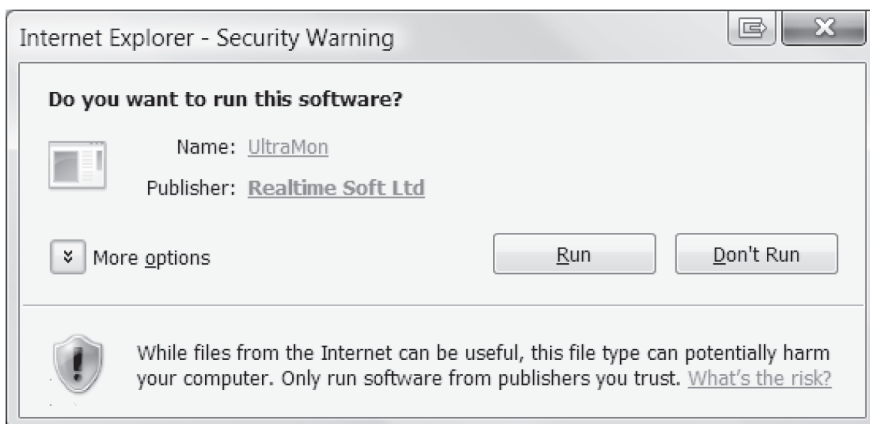 Internet Explorer - Security Warning
Do you want to run this software?
Name: UltraMon
Publisher: Realtime Soft Ltd
More options
Run
Don't Run
While files from the Internet can be useful, this file type can potentially harm
your computer. Only run software from publishers you trust. What's the risk?